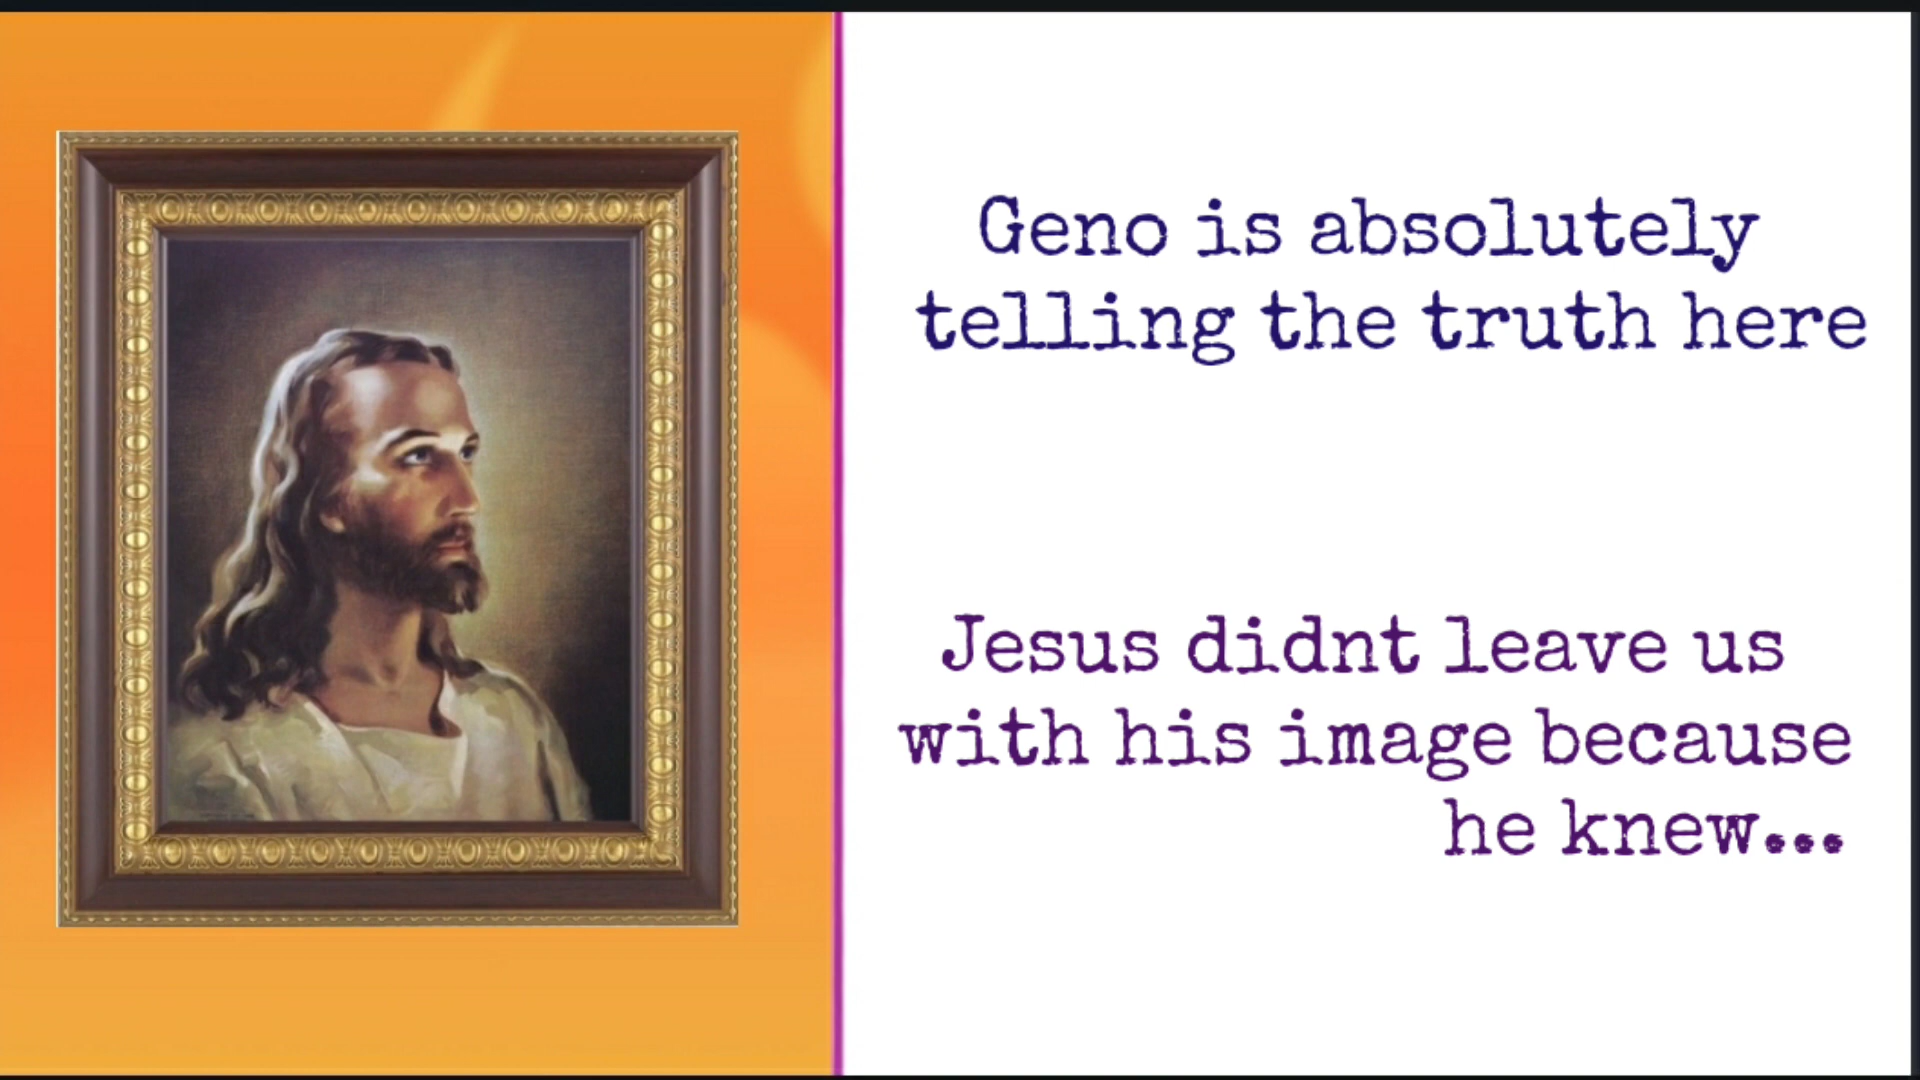 Geno is absolutely
telling the truth here
Jesus didnt leave us
with his image because
he knew...